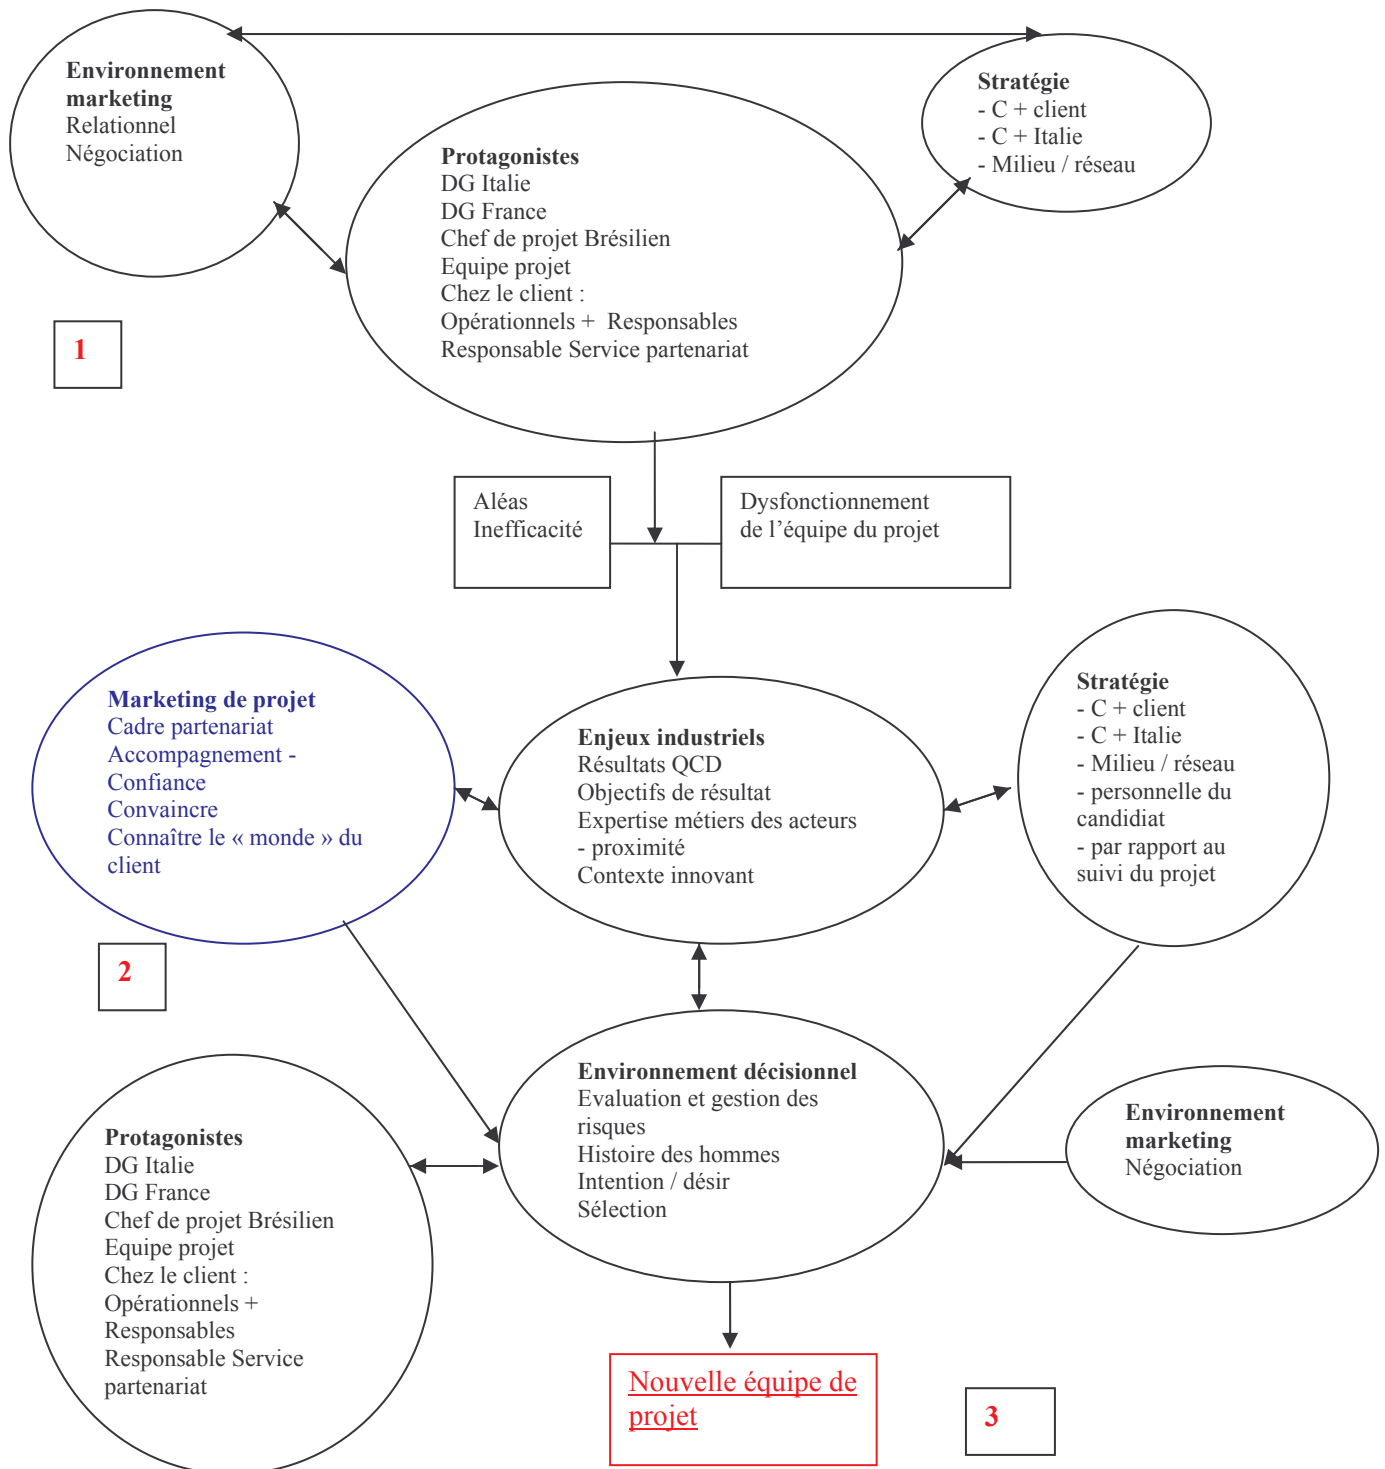 Environnement
marketing
Relationnel
Négociation
Stratégie
- C + client
- C + Italie
- Milieu / réseau
Protagonistes
DG Italie
DG France
Chef de projet Brésilien
Equipe projet
Chez le client :
Opérationnels + Responsables
Responsable Service partenariat
1
Aléas
Inefficacité
Dysfonctionnement
de l’équipe du projet
Marketing de projet
Cadre partenariat
Accompagnement -
Confiance
Convaincre
Connaître le « monde » du
client
Enjeux industriels
Résultats QCD
Objectifs de résultat
Expertise métiers des acteurs
- proximité
Contexte innovant
Stratégie
- C + client
- C + Italie
- Milieu / réseau
- personnelle du
candidiat
- par rapport au
suivi du projet
2
Protagonistes
DG Italie
DG France
Chef de projet Brésilien
Equipe projet
Chez le client :
Opérationnels +
Responsables
Responsable Service
partenariat
Environnement décisionnel
Evaluation et gestion des
risques
Histoire des hommes
Intention / désir
Sélection
Environnement
marketing
Négociation
Nouvelle équipe de
projet
3